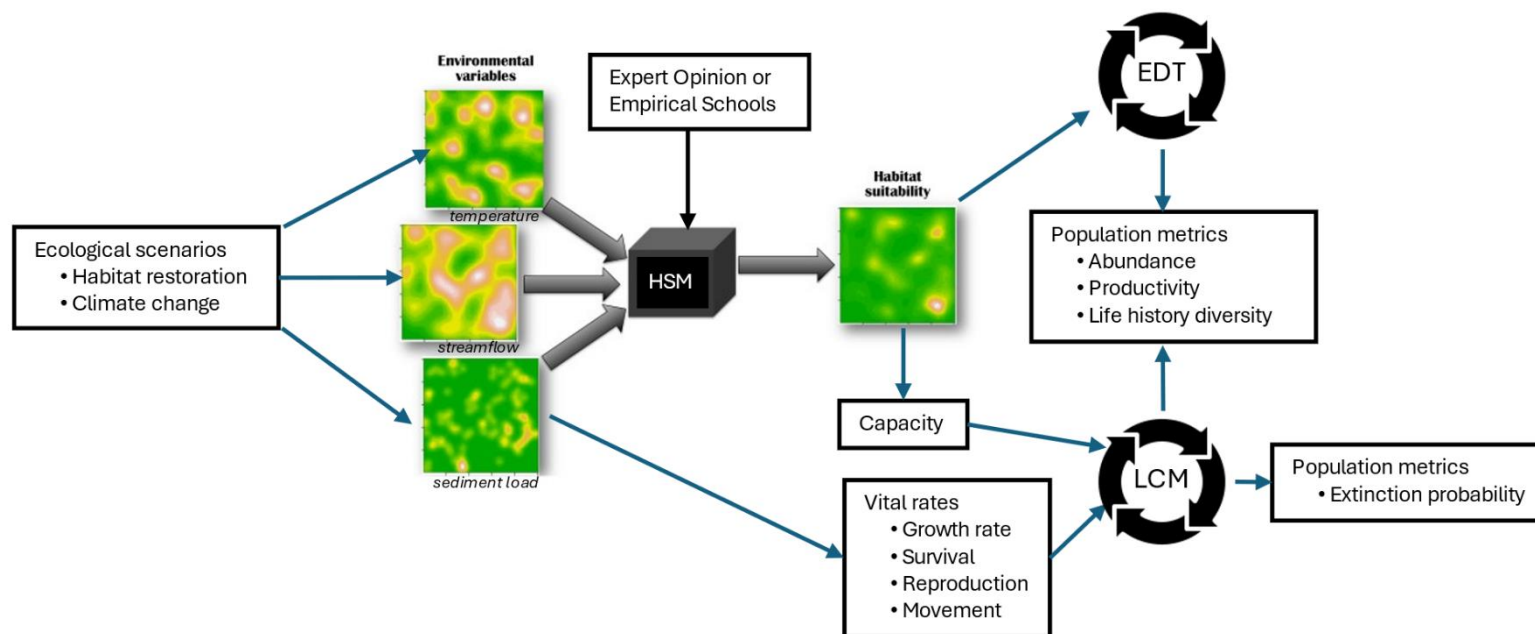 Environmental
variables
temperature
streamflow
sediment load
Ecological scenarios
• Habitat restoration
• Climate change
Expert Opinion or
Empirical Schools
HSM
Habitat
suitability
Capacity
Vital rates
• Growth rate
• Survival
• Reproduction
• Movement
EDT
Population metrics
• Abundance
• Productivity
• Life history diversity
LCM
Population metrics
• Extinction probability